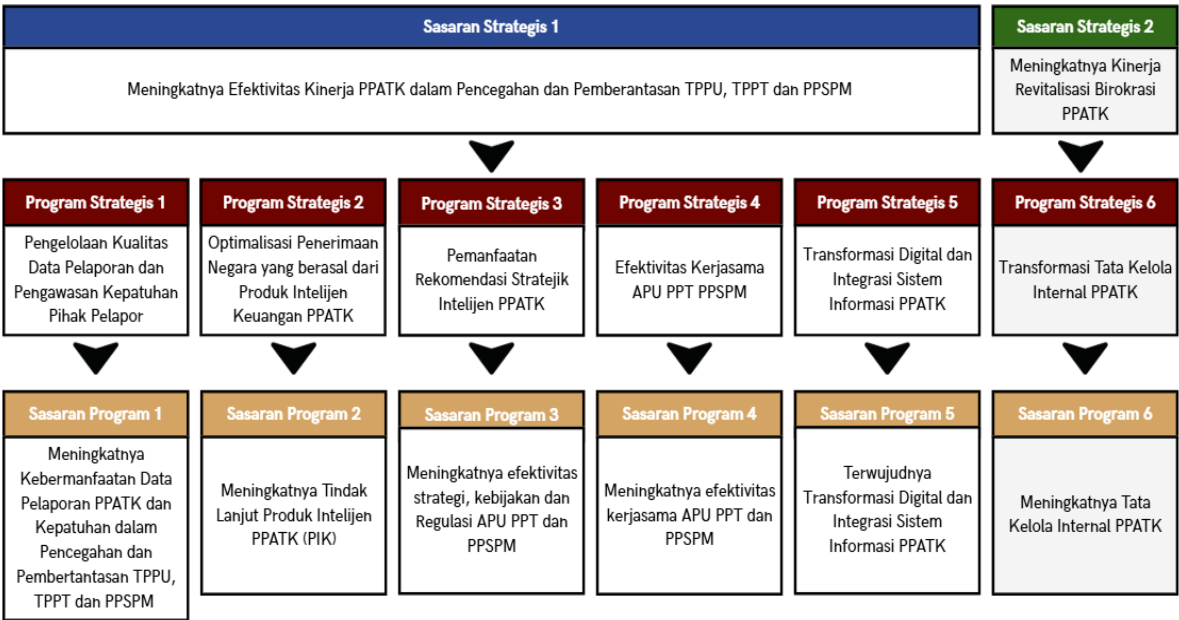 Sasaran Strategis 1
Meningkatnya Efektivitas Kinerja PPATK dalam Pencegahan dan Pemberantasan TPPU, TPPT dan PPSPM
Sasaran Strategis 2
Meningkatnya Kinerja
Revitalisasi Birokrasi
PPATK
Program Strategis 1
Pengelolaan Kualitas
Data Pelaporan dan
Pengawasan Kepatuhan
Pihak Pelapor
Program Strategis 2
Optimalisasi Penerimaan
Negara yang berasal dari
Produk Intelijen
Keuangan PPATK
Program Strategis 3
Pemanfaatan
Rekomendasi Stratejik
Intelijen PPATK
Program Strategis 4
Efektivitas Kerjasama
APU PPT PPSPM
Program Strategis 5
Transformasi Digital dan
Integrasi Sistem
Informasi PPATK
Program Strategis 6
Transformasi Tata Kelola
Internal PPATK
Sasaran Program 1
Meningkatnya
Kebermanfaatan Data
Pelaporan PPATK dan
Kepatuhan dalam
Pencegahan dan
Pembertantasan TPPU,
TPPT dan PPSPM
Sasaran Program 2
Meningkatnya Tindak
Lanjut Produk Intelijen
PPATK (PIK)
Sasaran Program 3
Meningkatnya efektivitas
strategi, kebijakan dan
Regulasi APU PPT dan
PPSPM
Sasaran Program 4
Meningkatnya efektivitas
kerjasama APU PPT dan
PPSPM
Sasaran Program 5
Terwujudnya
Transformasi Digital dan
Integrasi Sistem
Informasi PPATK
Sasaran Program 6
Meningkatnya Tata
Kelola Internal PPATK